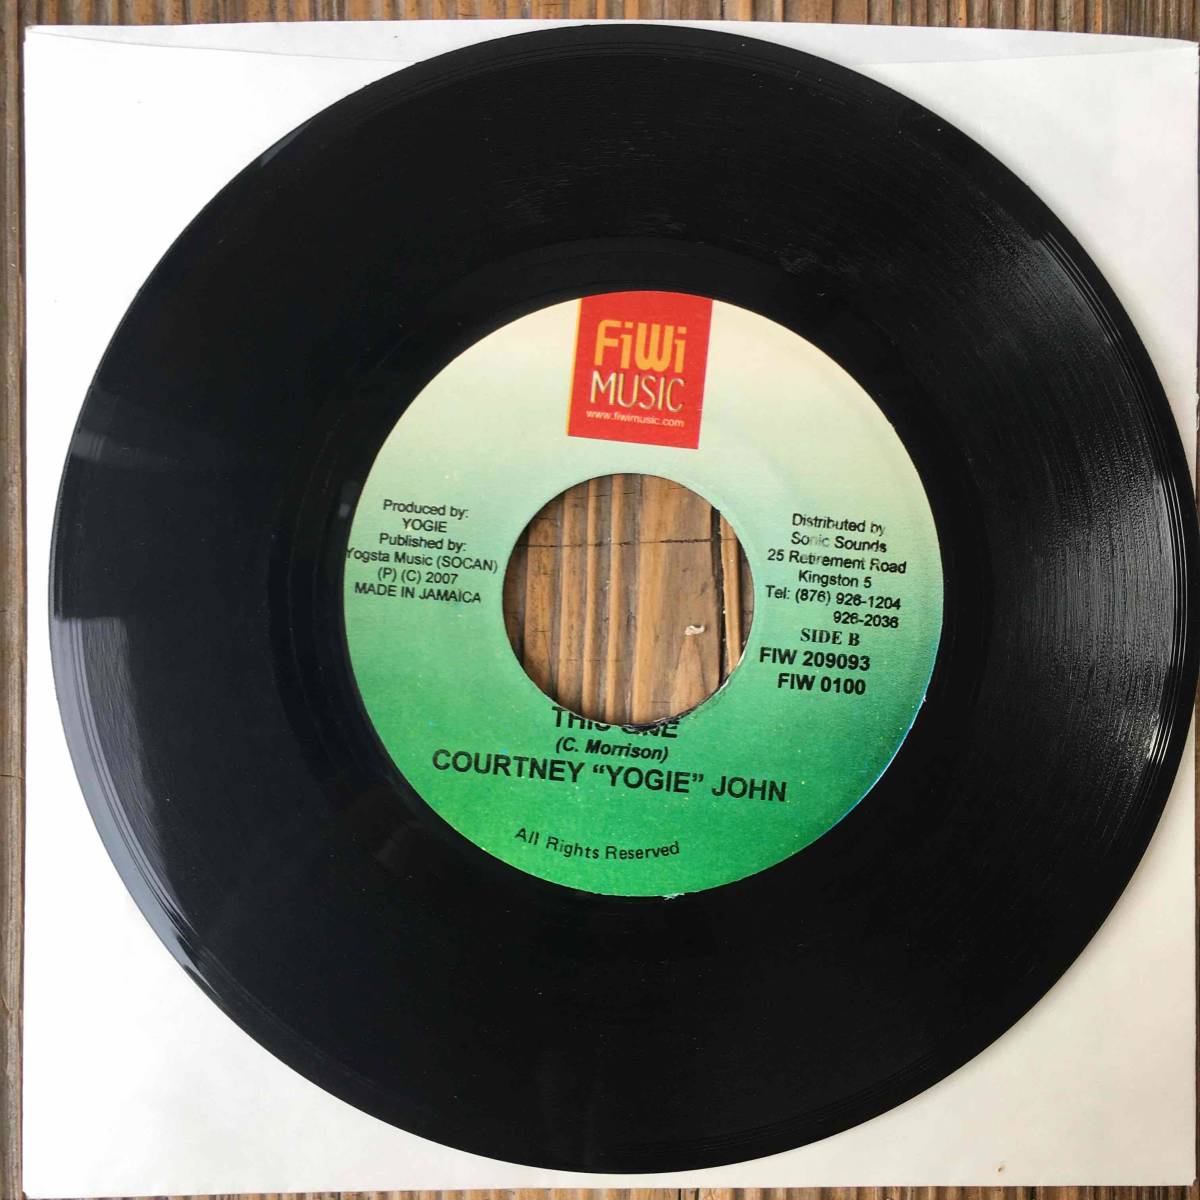 FiWi
MUSIC
www.fiwimusic.com
Produced by:
YOGIE
Published by:
Yogsta Music (SOCAN)
(P) (C) 2007
MADE IN JAMAICA
Distributed by
Sonic Sounds
25 Retirement Road
Kingston 5
Tel: (876) 926-1204
926-2036
SIDE B
FIW 209093
FIW 0100
THIS ONE
(C. Morrison)
COURTNEY “YOGIE” JOHN
All Rights Reserved